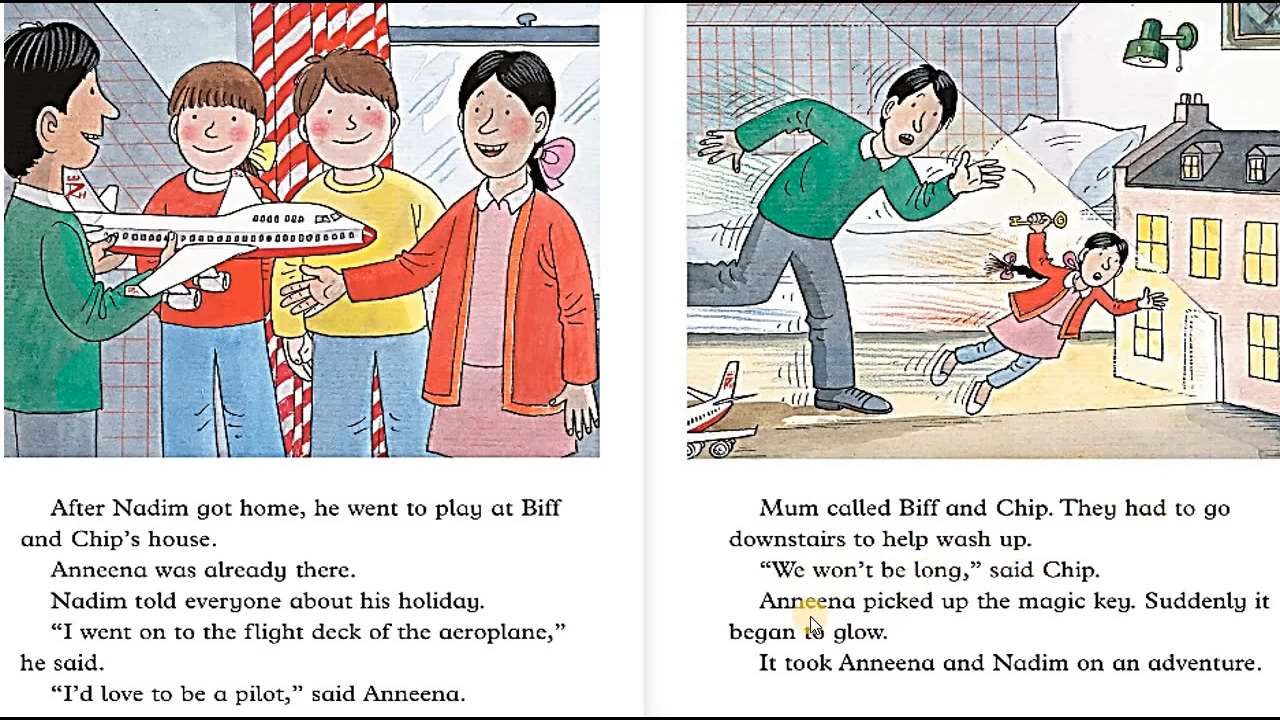 After Nadim got home, he went to play at Biff
and Chip's house.
Anneena was already there.
Nadim told everyone about his holiday.
"I went on to the flight deck of the aeroplane,"
he said.
"I'd love to be a pilot," said Anneena.
Mum called Biff and Chip. They had to go
downstairs to help wash up.
"We won't be long," said Chip.
Anneena picked up the magic key. Suddenly it
began to glow.
It took Anneena and Nadim on an adventure.